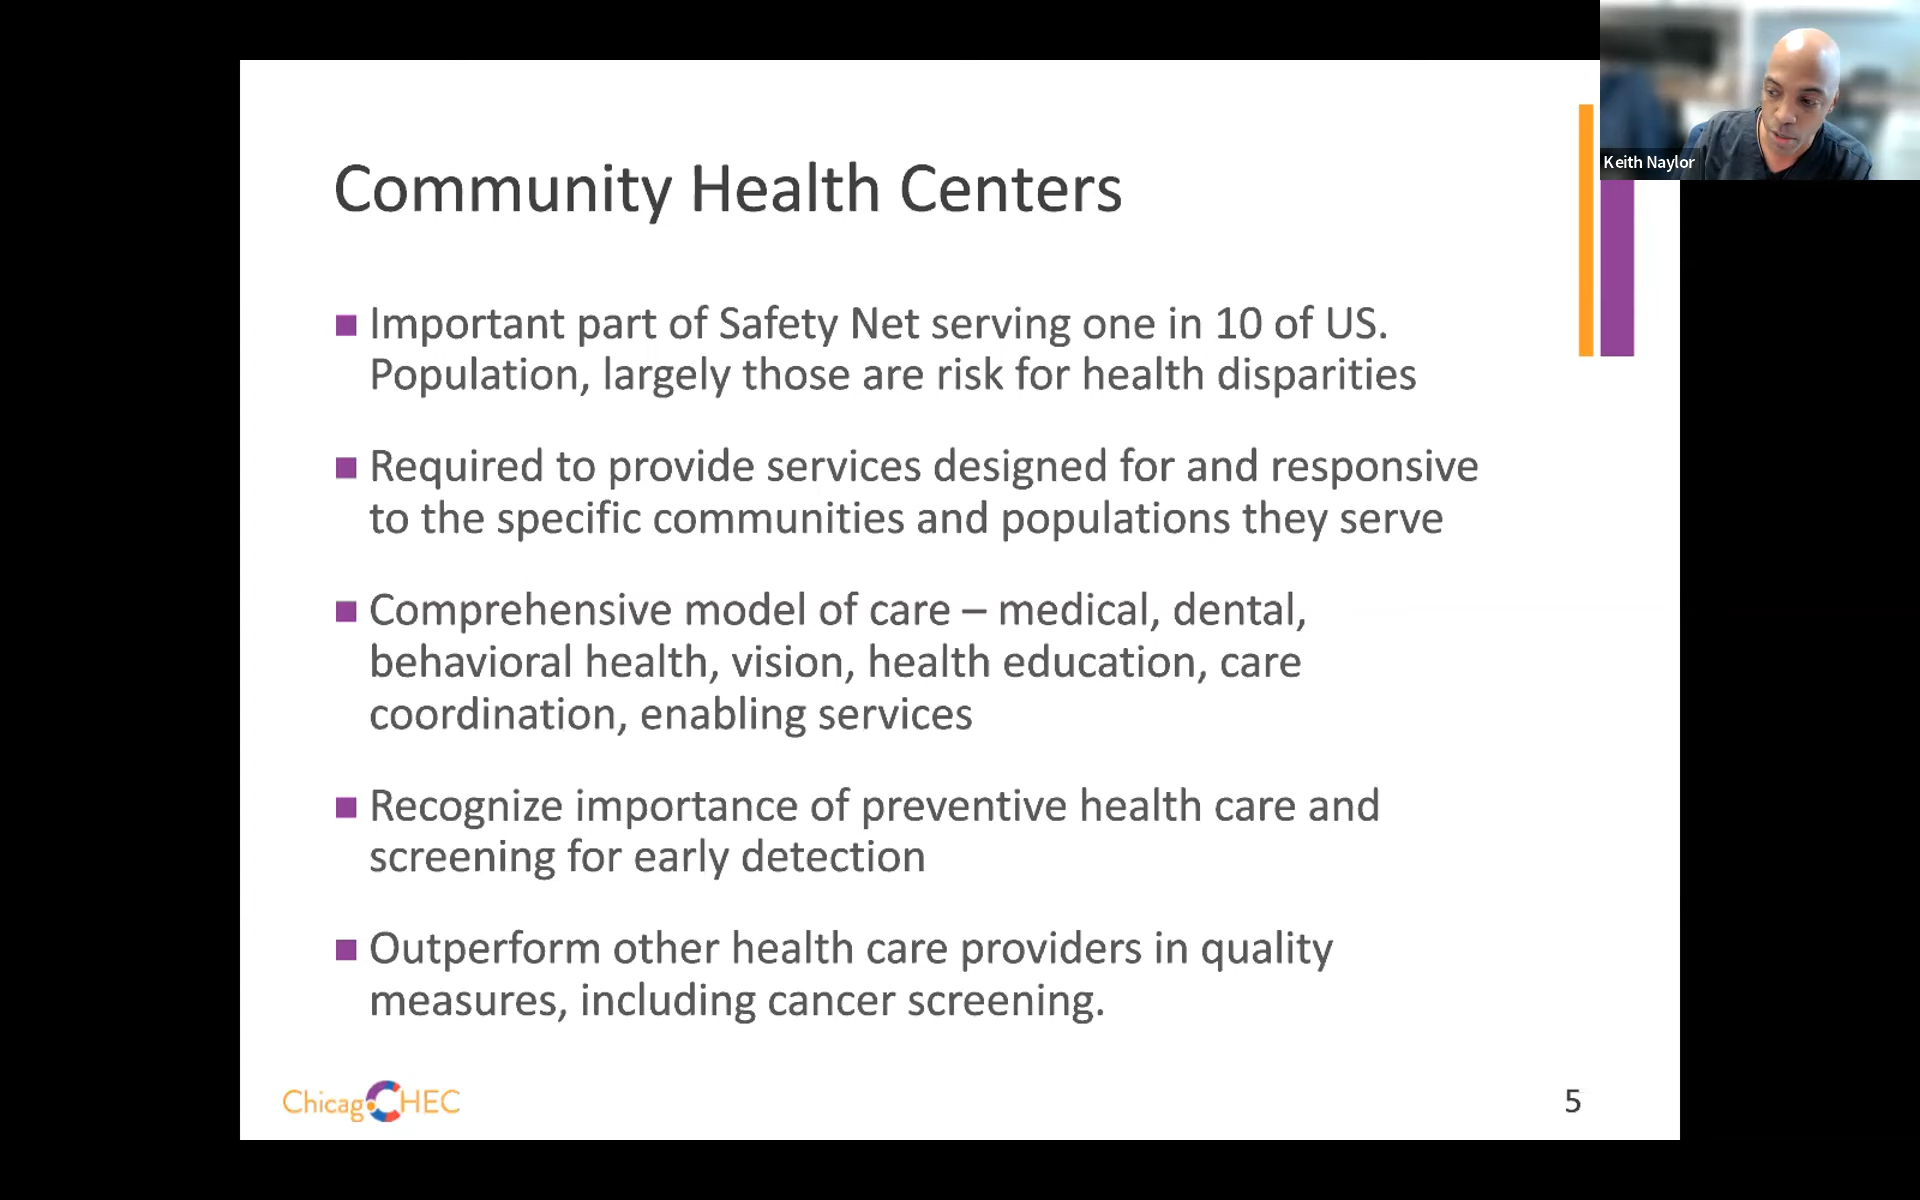 Keith Naylor
Community Health Centers
Important part of Safety Net serving one in 10 of US.
Population, largely those are risk for health disparities
Required to provide services designed for and responsive
to the specific communities and populations they serve
Comprehensive model of care – medical, dental,
behavioral health, vision, health education, care
coordination, enabling services
Recognize importance of preventive health care and
screening for early detection
Outperform other health care providers in quality
measures, including cancer screening.
ChicagoCHEC
5